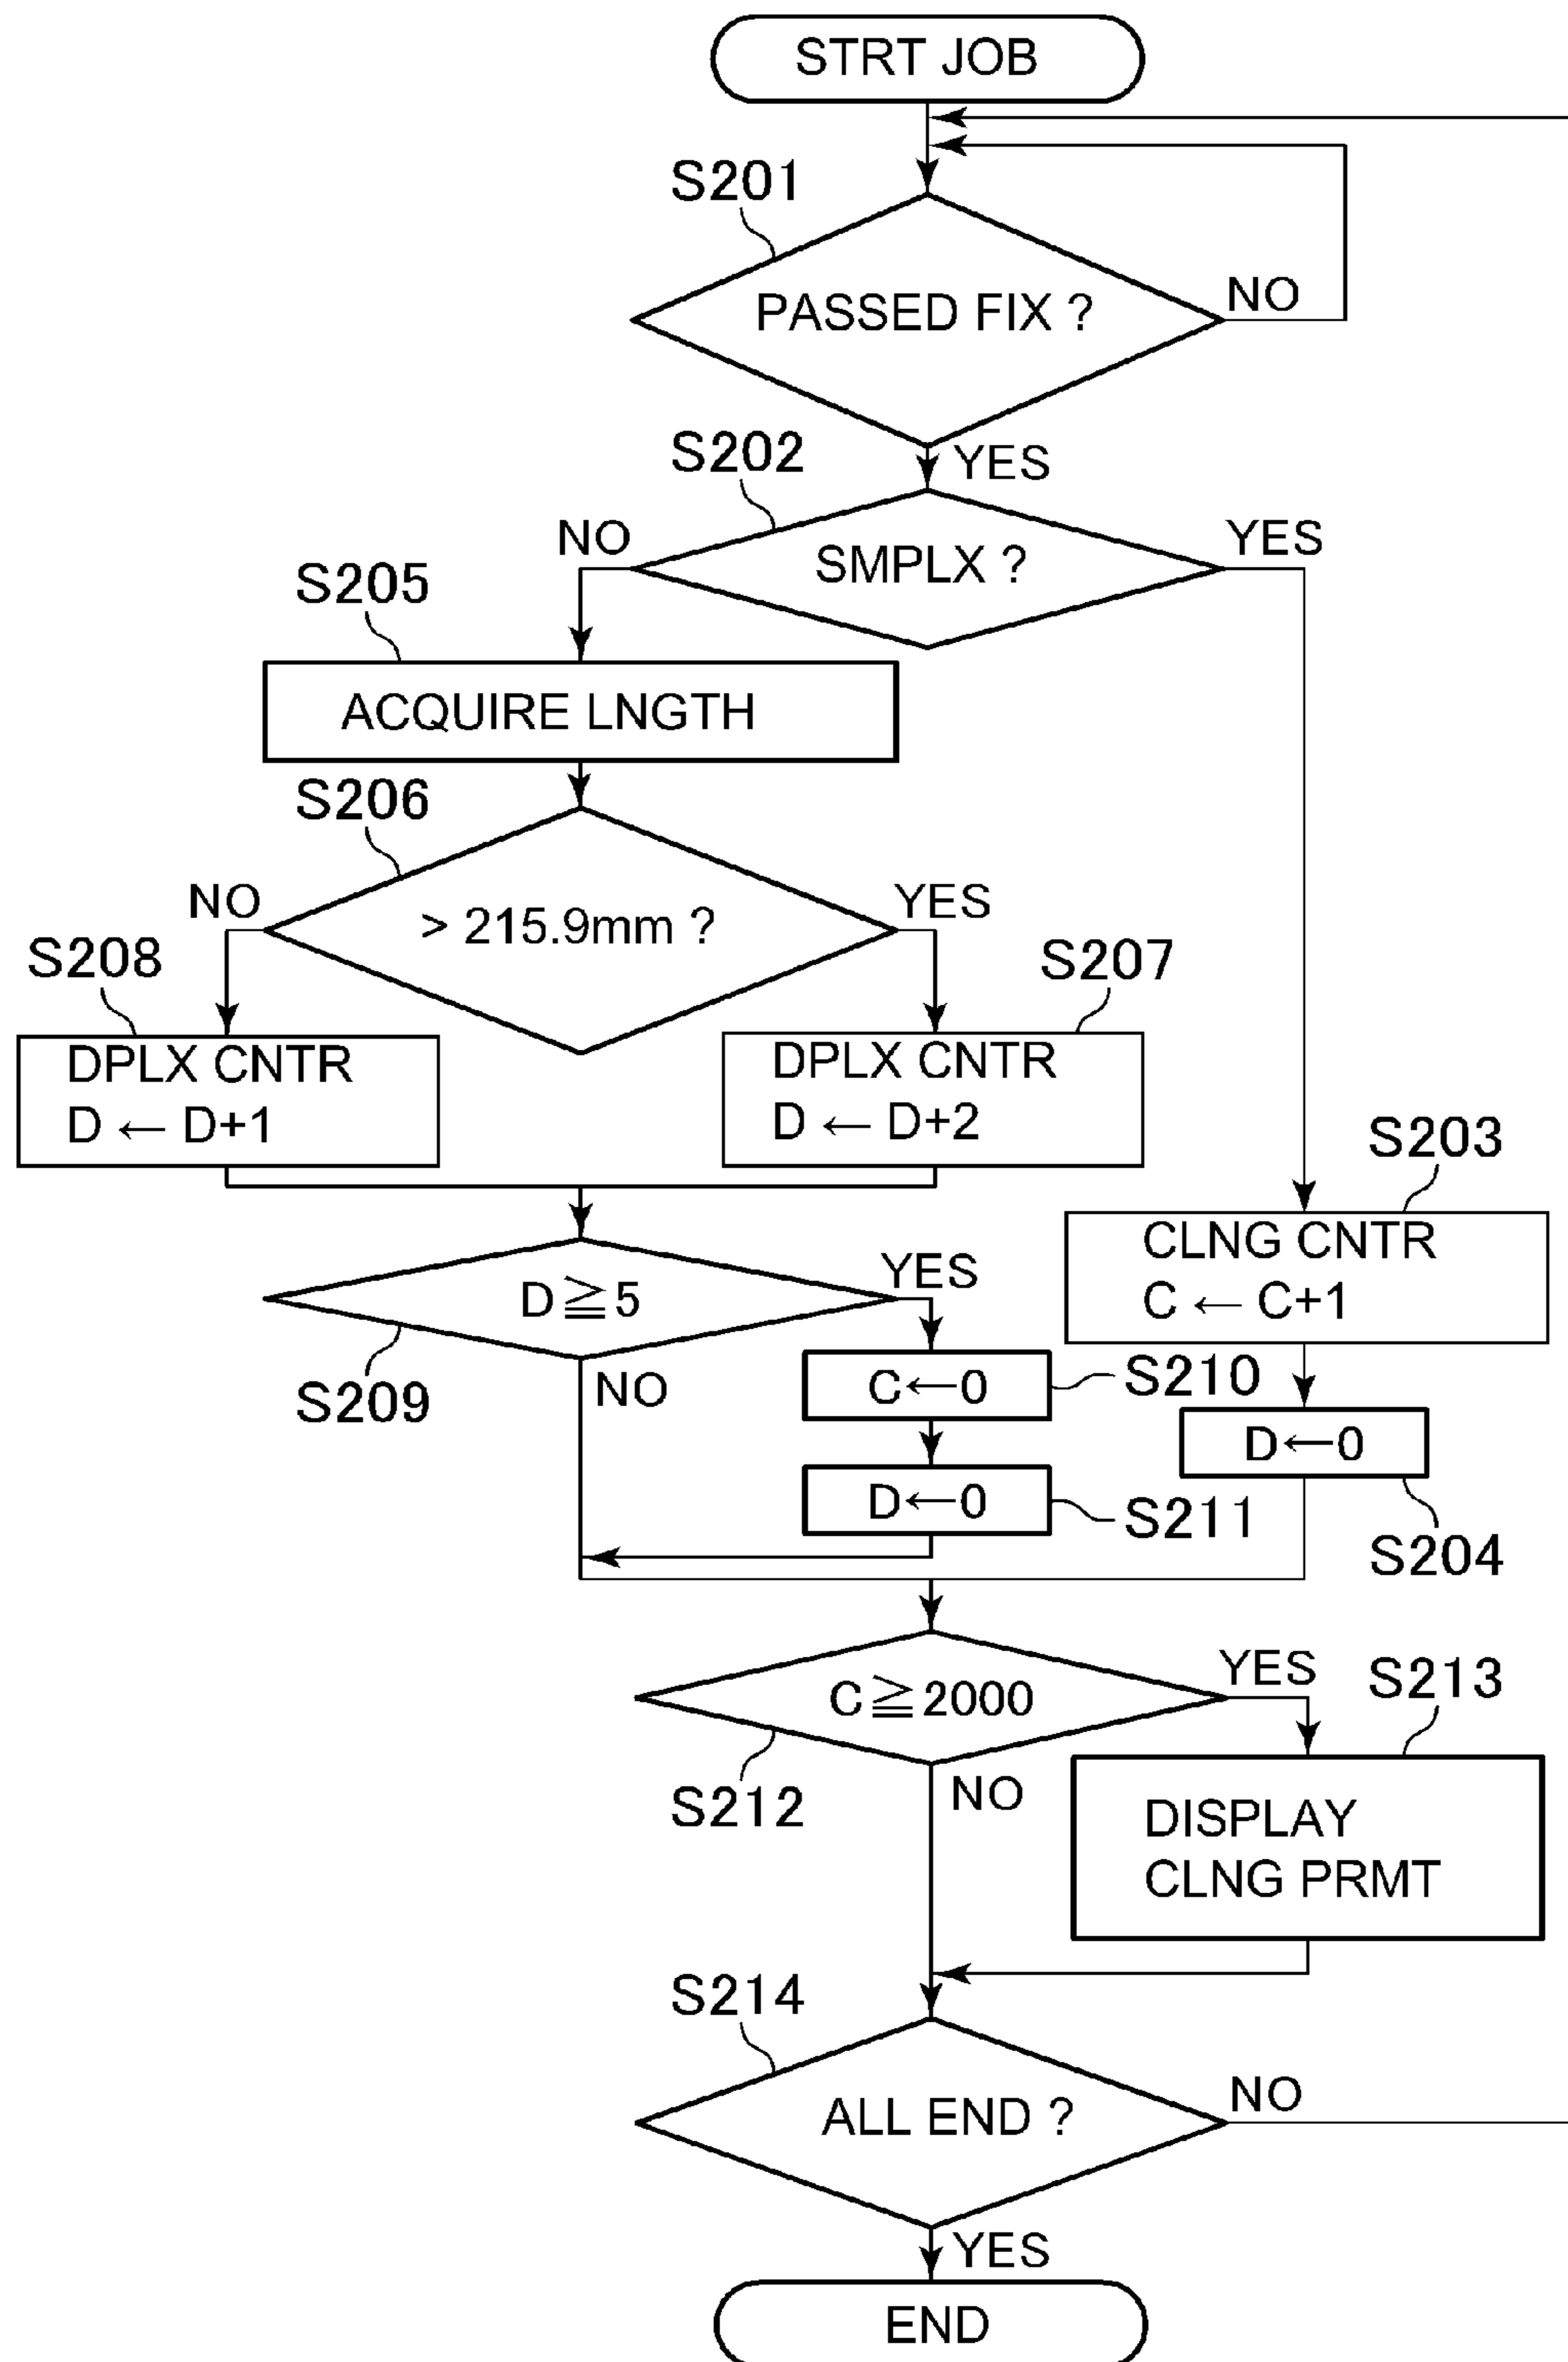 STRT JOB
S201
PASSED FIX ?
NO
S202
YES
NO
SMPLX ?
YES
S205
ACQUIRE LNGTH
S206
NO
> 215.9mm ?
YES
S208
S207
DPLX CNTR
D ← D+1
DPLX CNTR
D ← D+2
S203
CLNG CNTR
C ← C+1
D ≧ 5
YES
S209
NO
C←0
S210
D←0
S204
D←0
S211
C ≧ 2000
YES
S213
S212
NO
DISPLAY
CLNG PRMT
S214
ALL END ?
NO
YES
END